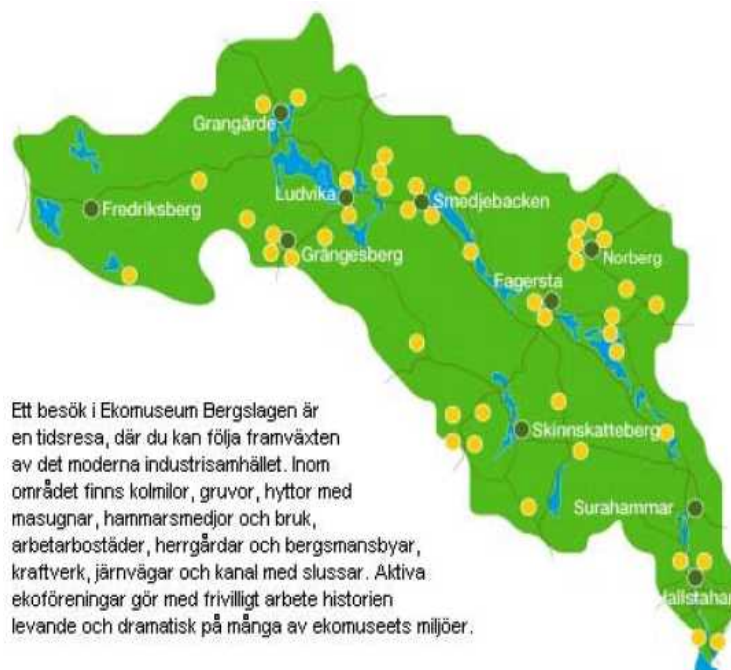 Grangärde
Ludvika
Smedjebacken
Fredriksberg
Grängesberg
Norberg
Fagersta
Ett besök i Ekomuseum Bergslagen är
en tidsresa, där du kan följa framväxten
av det moderna industrisamhället. Inom
området finns kolmilor, gruvor, hyttor med
masugnar, hammarsmedjor och bruk,
arbetarbostäder, herrgårdar och bergsmansbyar,
kraftverk, järnvägar och kanal med slussar. Aktiva
ekoföreningar gör med frivilligt arbete historien
levande och dramatisk på många av ekomuseets miljöer.
Skinnskatteberg
Surahammar